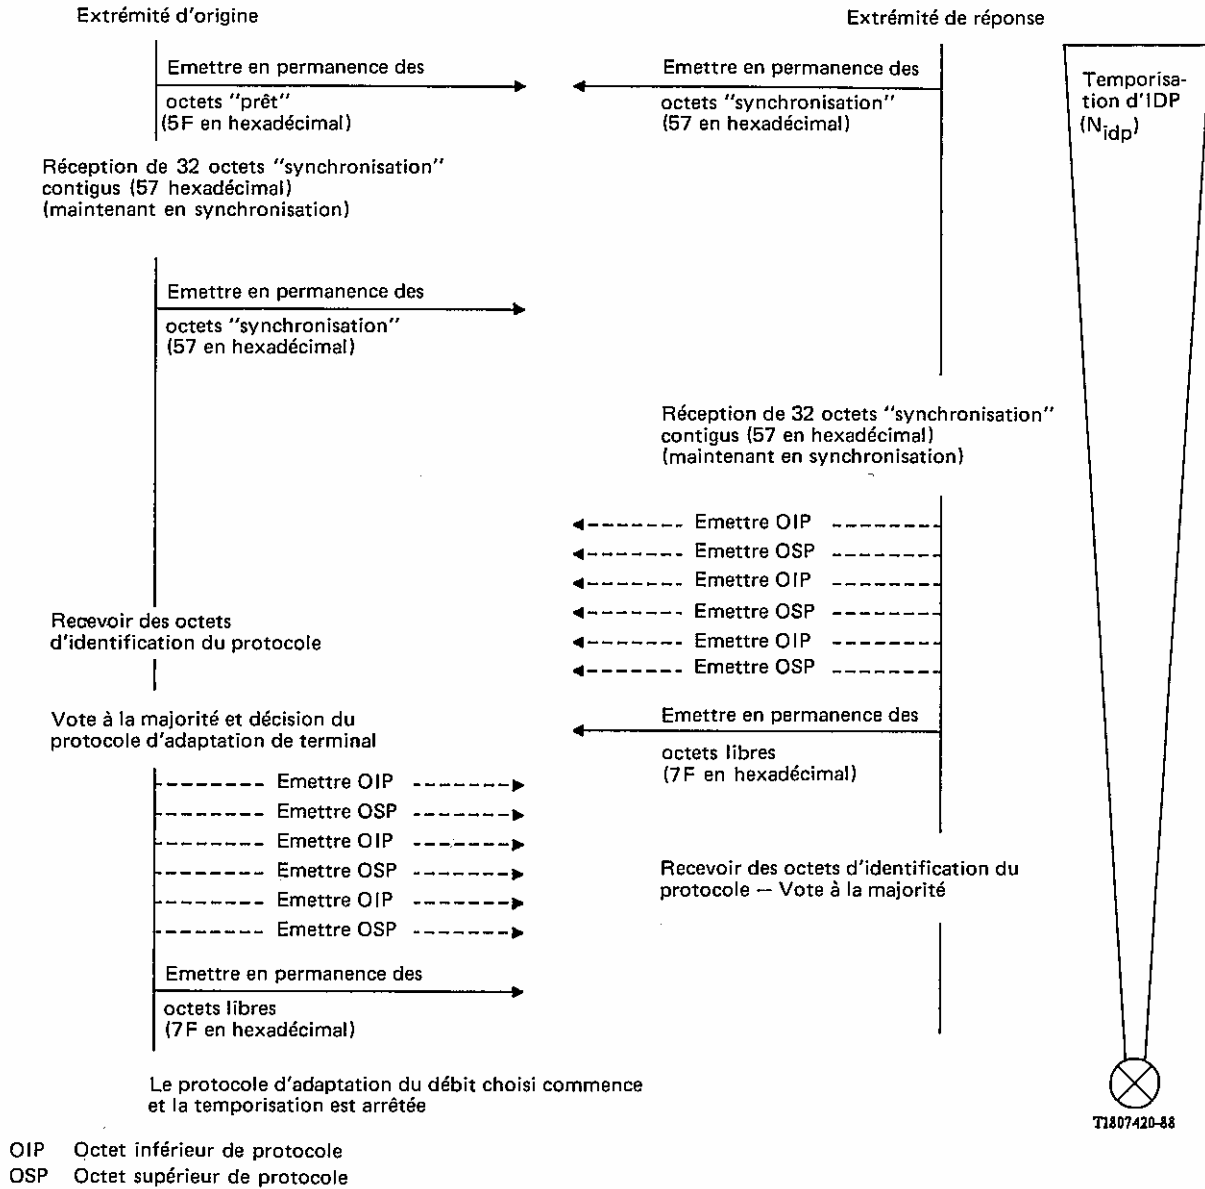 Extrémité d'origine
Extrémité de réponse
Emettre en permanence des
octets "prêt"
(5F en hexadécimal)
Emettre en permanence des
octets "synchronisation"
(57 en hexadécimal)
Temporisa-
tion d'IDP
(Nidp)
Réception de 32 octets "synchronisation"
contigus (57 hexadécimal)
(maintenant en synchronisation)
Emettre en permanence des
octets "synchronisation"
(57 en hexadécimal)
Réception de 32 octets "synchronisation"
contigus (57 en hexadécimal)
(maintenant en synchronisation)
Emettre OIP
Emettre OSP
Emettre OIP
Emettre OSP
Emettre OIP
Emettre OSP
Recevoir des octets
d'identification du protocole
Vote à la majorité et décision du
protocole d'adaptation de terminal
Emettre en permanence des
octets libres
(7F en hexadécimal)
Emettre OIP
Emettre OSP
Emettre OIP
Emettre OSP
Emettre OIP
Emettre OSP
Recevoir des octets d'identification du
protocole — Vote à la majorité
Emettre en permanence des
octets libres
(7F en hexadécimal)
Le protocole d'adaptation du débit choisi commence
et la temporisation est arrêtée
T1807420-88
OIP Octet inférieur de protocole
OSP Octet supérieur de protocole